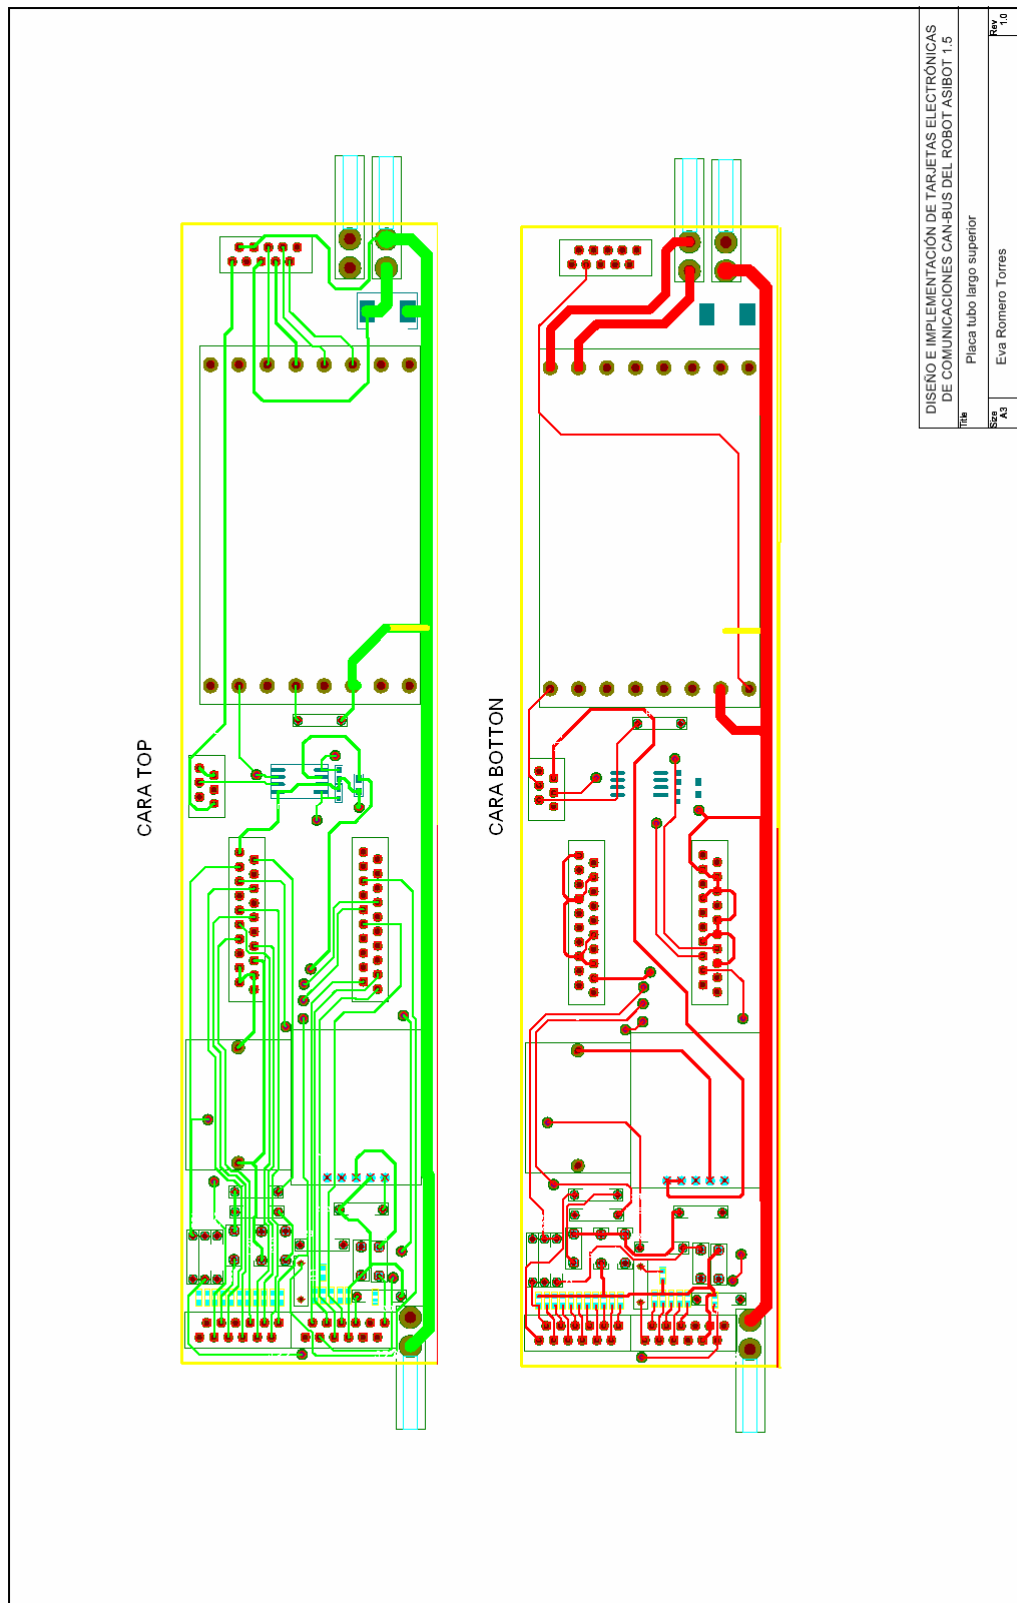 DISEÑO E IMPLEMENTACIÓN DE TARJETAS ELECTRÓNICAS
DE COMUNICACIONES CAN-BUS DEL ROBOT ASIBOT 1.5
Title
Placa tubo largo superior
Size
A3
Eva Romero Torres
Rev
1.0
CARA TOP
CARA BOTTON